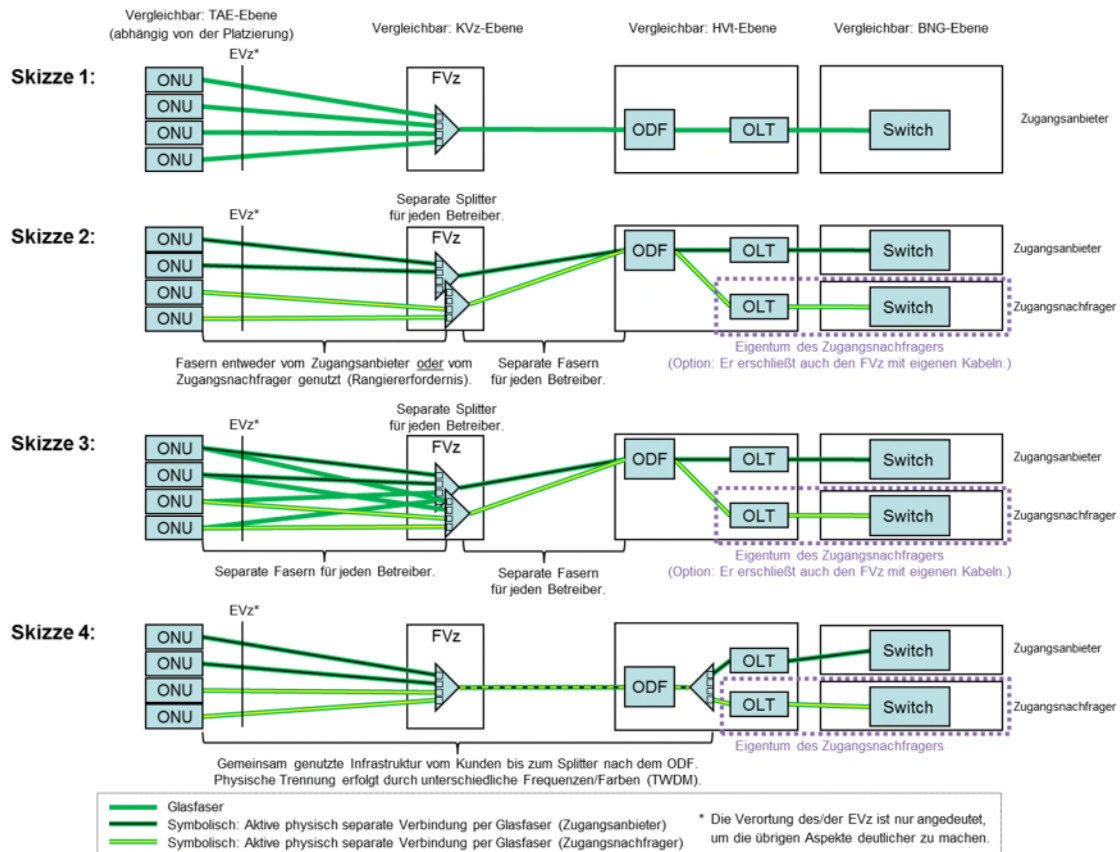 Vergleichbar: TAE-Ebene
(abhängig von der Platzierung)
Vergleichbar: KVz-Ebene
Vergleichbar: HVt-Ebene
Vergleichbar: BNG-Ebene
Skizze 1:
EVz*
ONU
ONU
ONU
ONU
FVz
ODF
OLT
Switch
Zugangsanbieter
Skizze 2:
EVz*
Separate Splitter
für jeden Betreiber.
ONU
ONU
ONU
ONU
FVz
ODF
OLT
Switch
Zugangsanbieter
OLT
Switch
Zugangsnachfrager
Fasern entweder vom Zugangsanbieter oder vom
Zugangsnachfrager genutzt (Rangiererfordernis).
Separate Fasern
für jeden Betreiber.
Eigentum des Zugangsnachfragers
(Option: Er erschließt auch den FVz mit eigenen Kabeln.)
Skizze 3:
EVz*
Separate Splitter
für jeden Betreiber.
ONU
ONU
ONU
ONU
FVz
ODF
OLT
Switch
Zugangsanbieter
OLT
Switch
Zugangsnachfrager
Separate Fasern für jeden Betreiber.
Separate Fasern
für jeden Betreiber.
Eigentum des Zugangsnachfragers
(Option: Er erschließt auch den FVz mit eigenen Kabeln.)
Skizze 4:
EVz*
ONU
ONU
ONU
ONU
FVz
ODF
OLT
Switch
Zugangsanbieter
OLT
Switch
Zugangsnachfrager
Eigentum des Zugangsnachfragers
Gemeinsam genutzte Infrastruktur vom Kunden bis zum Splitter nach dem ODF.
Physische Trennung erfolgt durch unterschiedliche Frequenzen/Farben (TWDM).
Glasfaser
Symbolisch: Aktive physisch separate Verbindung per Glasfaser (Zugangsanbieter)
Symbolisch: Aktive physisch separate Verbindung per Glasfaser (Zugangsnachfrager)
* Die Verortung des/der EVz ist nur angedeutet,
um die übrigen Aspekte deutlicher zu machen.